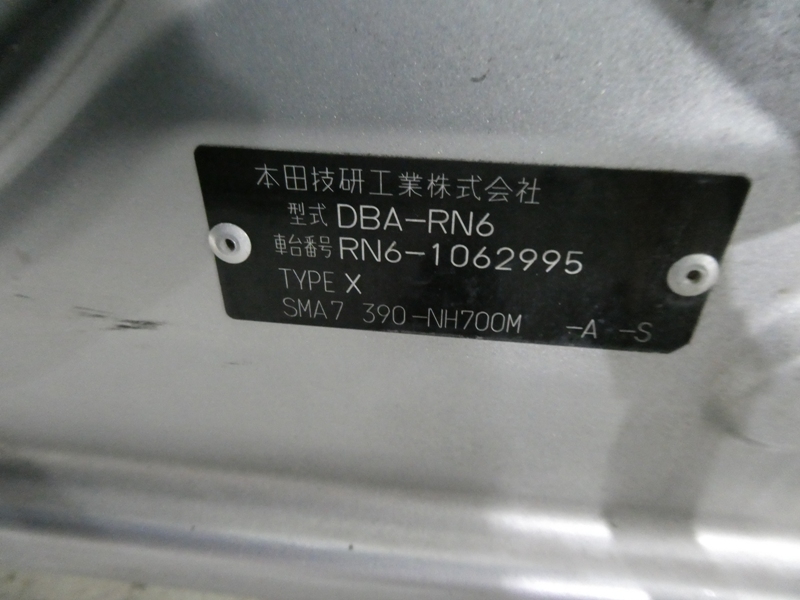 本田技研工業株式会社
型式 DBA-RN6
車台番号 RN6-1062995
TYPE X
SMA7 390-NH700M -A -S